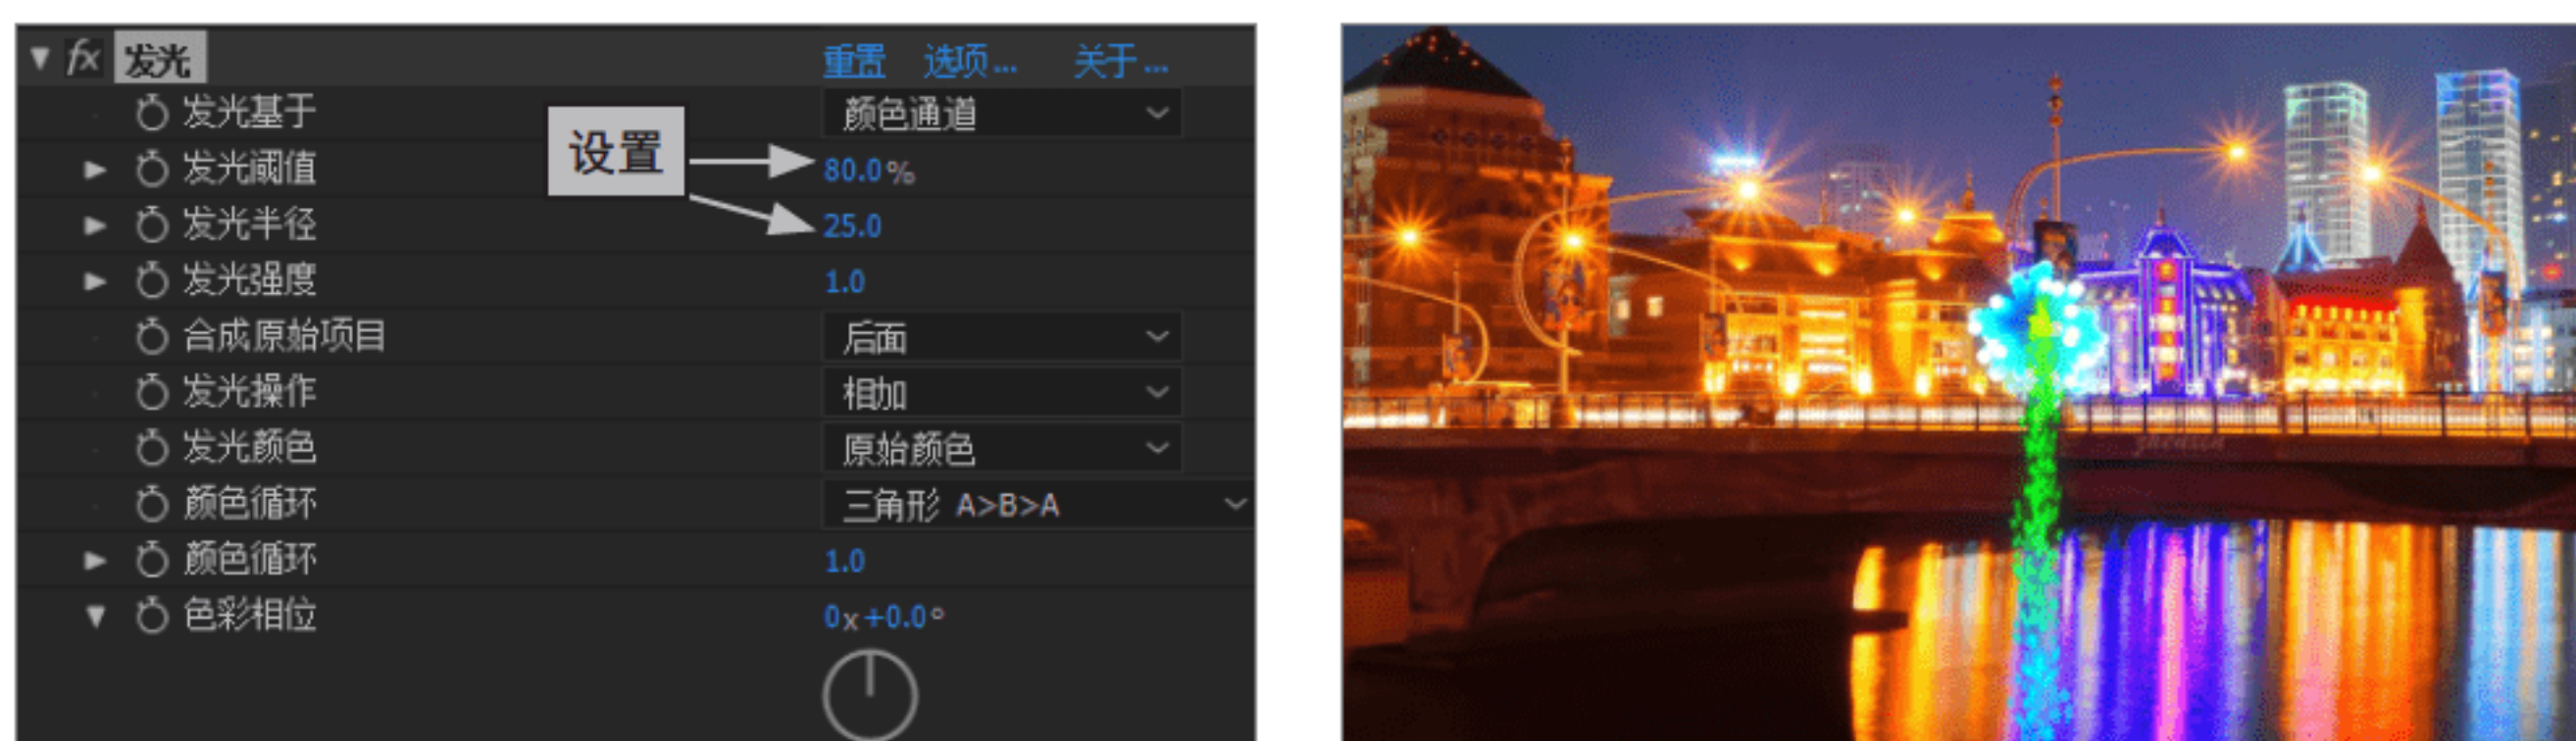 fx 发光 重置 选项... 关于...
发光基于 颜色通道
设置
发光阈值 80.0%
发光半径 25.0
发光强度 1.0
合成原始项目 后面
发光操作 相加
发光颜色 原始颜色
颜色循环 三角形 A>B>A
颜色循环 1.0
色彩相位 0x+0.0°